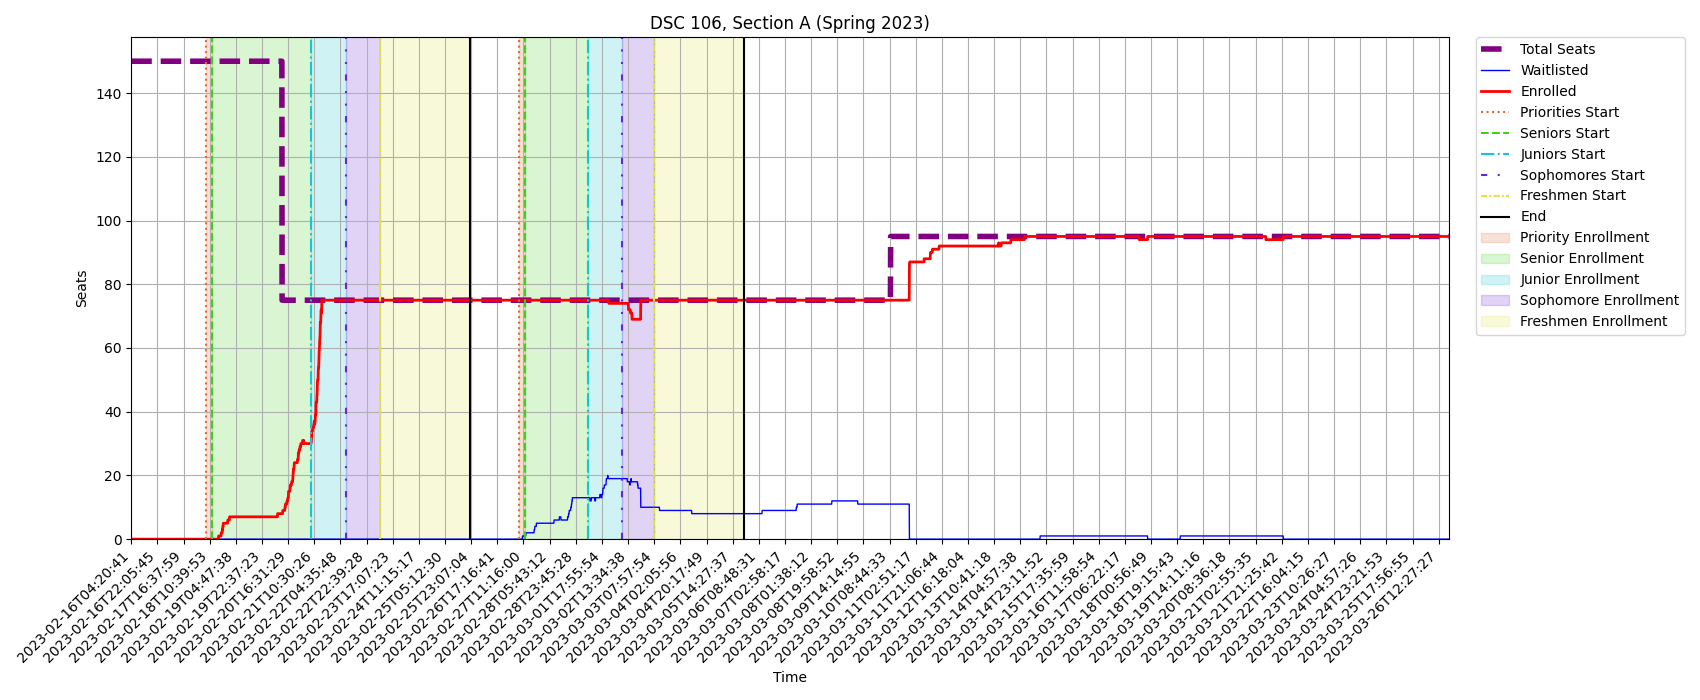 DSC 106, Section A (Spring 2023)
Seats
140
120
100
80
60
40
20
0
2023-02-16T04:20:41
2023-02-16T22:05:45
2023-02-17T16:37:59
2023-02-18T10:39:53
2023-02-19T04:47:38
2023-02-19T22:37:23
2023-02-20T16:31:29
2023-02-21T10:30:26
2023-02-22T04:35:48
2023-02-22T22:39:28
2023-02-23T17:07:23
2023-02-24T11:15:17
2023-02-25T05:12:30
2023-02-25T23:07:04
2023-02-26T17:16:41
2023-02-27T11:16:00
2023-02-28T05:43:12
2023-02-28T23:45:28
2023-03-01T17:55:54
2023-03-02T13:34:38
2023-03-03T07:57:54
2023-03-04T02:05:56
2023-03-04T20:17:49
2023-03-05T14:27:37
2023-03-06T08:48:31
2023-03-07T02:58:17
2023-03-08T01:38:12
2023-03-08T19:58:52
2023-03-09T14:14:55
2023-03-10T08:44:33
2023-03-11T02:51:17
2023-03-11T21:06:44
2023-03-12T16:18:04
2023-03-13T10:41:18
2023-03-14T04:57:38
2023-03-14T23:11:52
2023-03-15T17:35:59
2023-03-16T11:58:54
2023-03-17T06:22:17
2023-03-18T00:56:49
2023-03-18T19:15:43
2023-03-19T14:11:16
2023-03-20T08:36:18
2023-03-21T02:55:35
2023-03-21T21:25:42
2023-03-22T16:04:15
2023-03-23T10:26:27
2023-03-24T04:57:26
2023-03-24T23:21:53
2023-03-25T17:56:55
2023-03-26T12:27:27
Time
Total Seats
Waitlisted
Enrolled
Priorities Start
Seniors Start
Juniors Start
Sophomores Start
Freshmen Start
End
Priority Enrollment
Senior Enrollment
Junior Enrollment
Sophomore Enrollment
Freshmen Enrollment